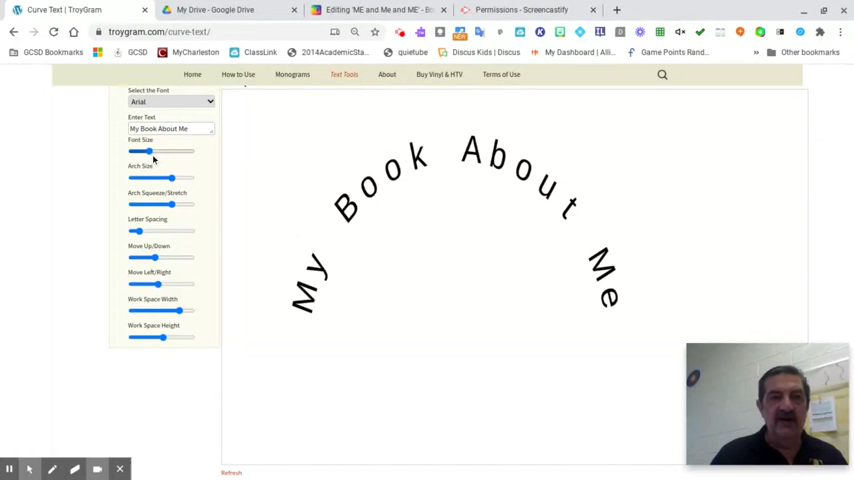 Curve Text | TroyGram
My Drive - Google Drive
Editing 'ME and Me and ME' - Bo
Permissions - Screencastify
troygram.com/curve-text/
NEW
GCSD Bookmarks
GCSD
MyCharleston
ClassLink
2014AcademicSta...
quietube
Discus Kids | Discus
My Dashboard | Alli...
Game Points Rand...
Other bookmarks
Home
How to Use
Monograms
Text Tools
About
Buy Vinyl & HTV
Terms of Use
Select the Font
Arial
Enter Text
My Book About Me
Font Size
Arch Size
Arch Squeeze/Stretch
Letter Spacing
Move Up/Down
Move Left/Right
Work Space Width
Work Space Height
My Book About Me
Refresh